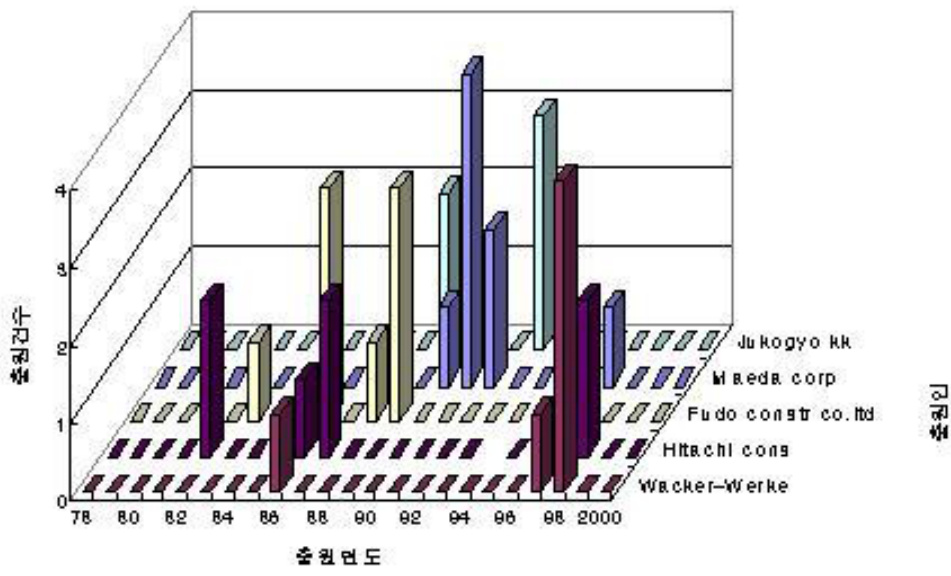 4
3
2
1
0
출원건수
78 80 82 84 86 88 90 92 94 96 98 2000
출원연도
Jukogyo kk
Maeda corp
Fudo constr co.ltd
Hitachi cons
Wacker-Werke
출원인